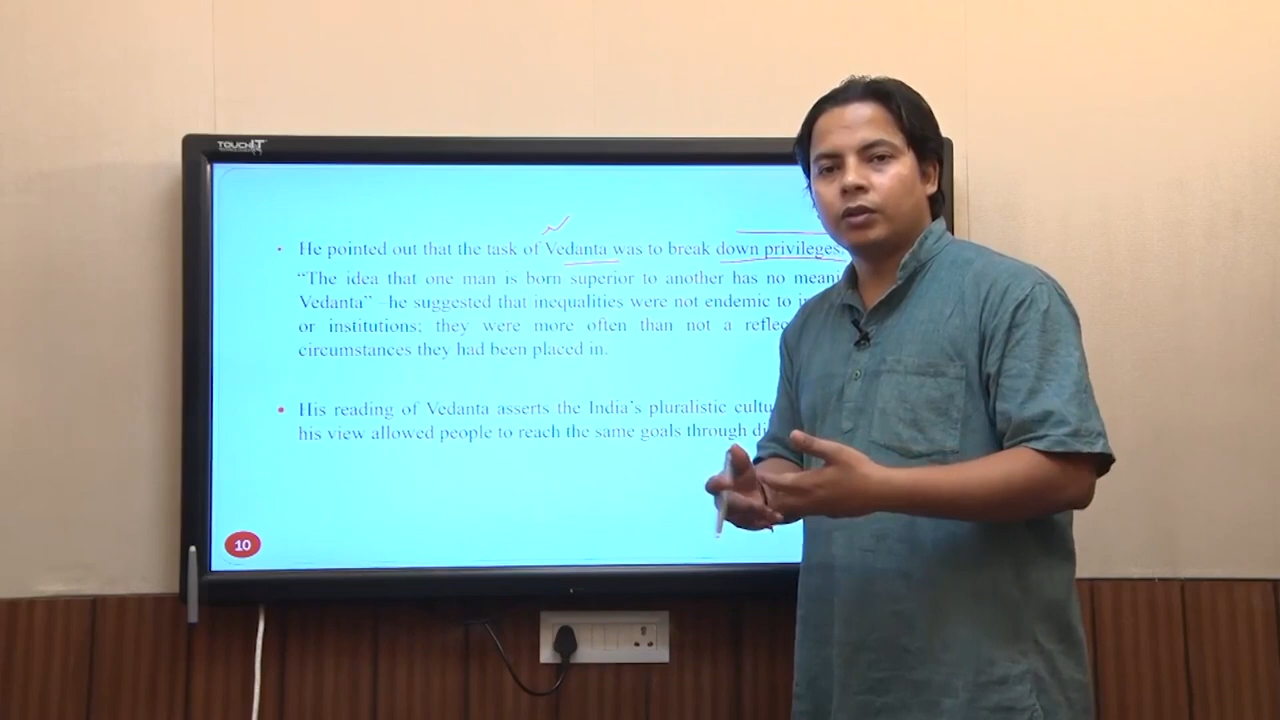 TOUCHIT
• He pointed out that the task of Vedanta was to break down privileges.
“The idea that one man is born superior to another has no
Vedanta” –he suggested that inequalities were not endemic to
or institutions; they were more often than not a
circumstances they had been placed in.
• His reading of Vedanta asserts the India's pluralistic
his view allowed people to reach the same goals through
10